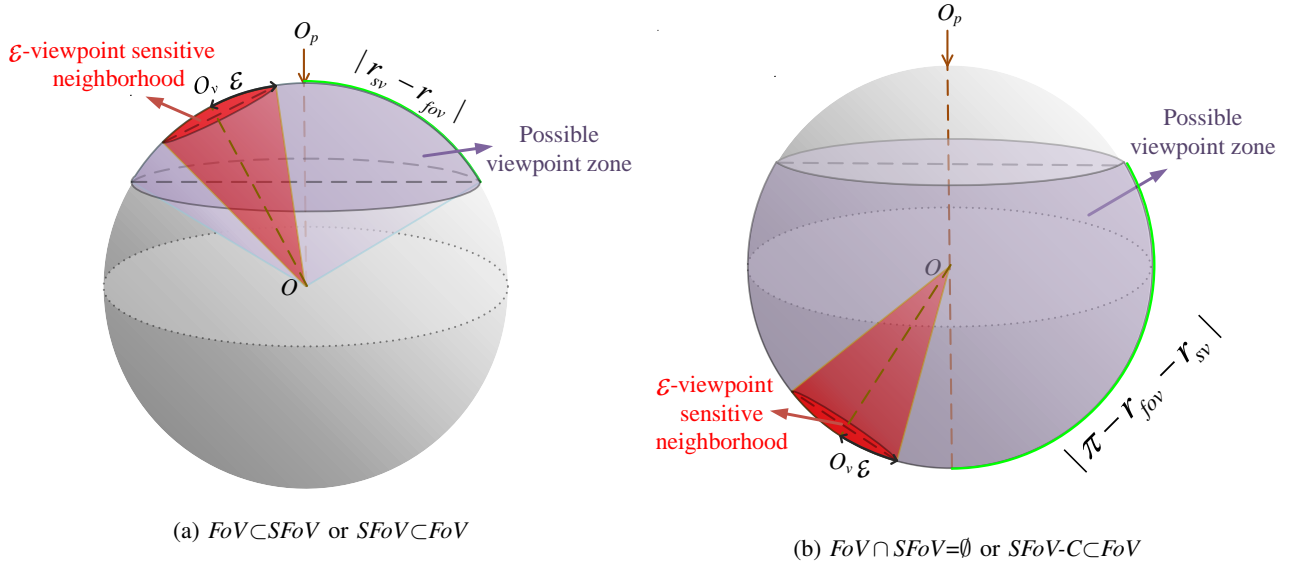 O_p
ε-viewpoint sensitive
neighborhood
O_v ε
| r_sv − r_fov |
Possible
viewpoint zone
O
(a) FoV⊂SFoV or SFoV⊂FoV
O_p
Possible
viewpoint zone
O
ε-viewpoint
sensitive
neighborhood
O_v ε
| π − r_fov − r_sv |
(b) FoV∩SFoV=∅ or SFoV-C⊂FoV